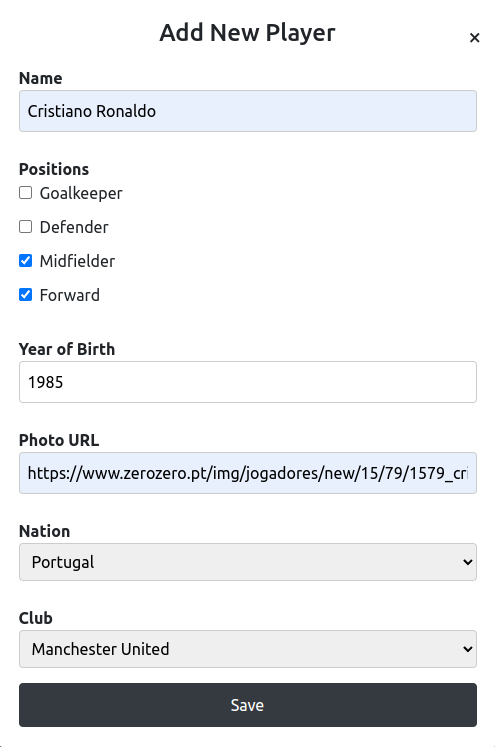 Add New Player
×
Name
Cristiano Ronaldo
Positions
Goalkeeper
Defender
Midfielder
Forward
Year of Birth
1985
Photo URL
https://www.zerozero.pt/img/jogadores/new/15/79/1579_cri
Nation
Portugal
Club
Manchester United
Save